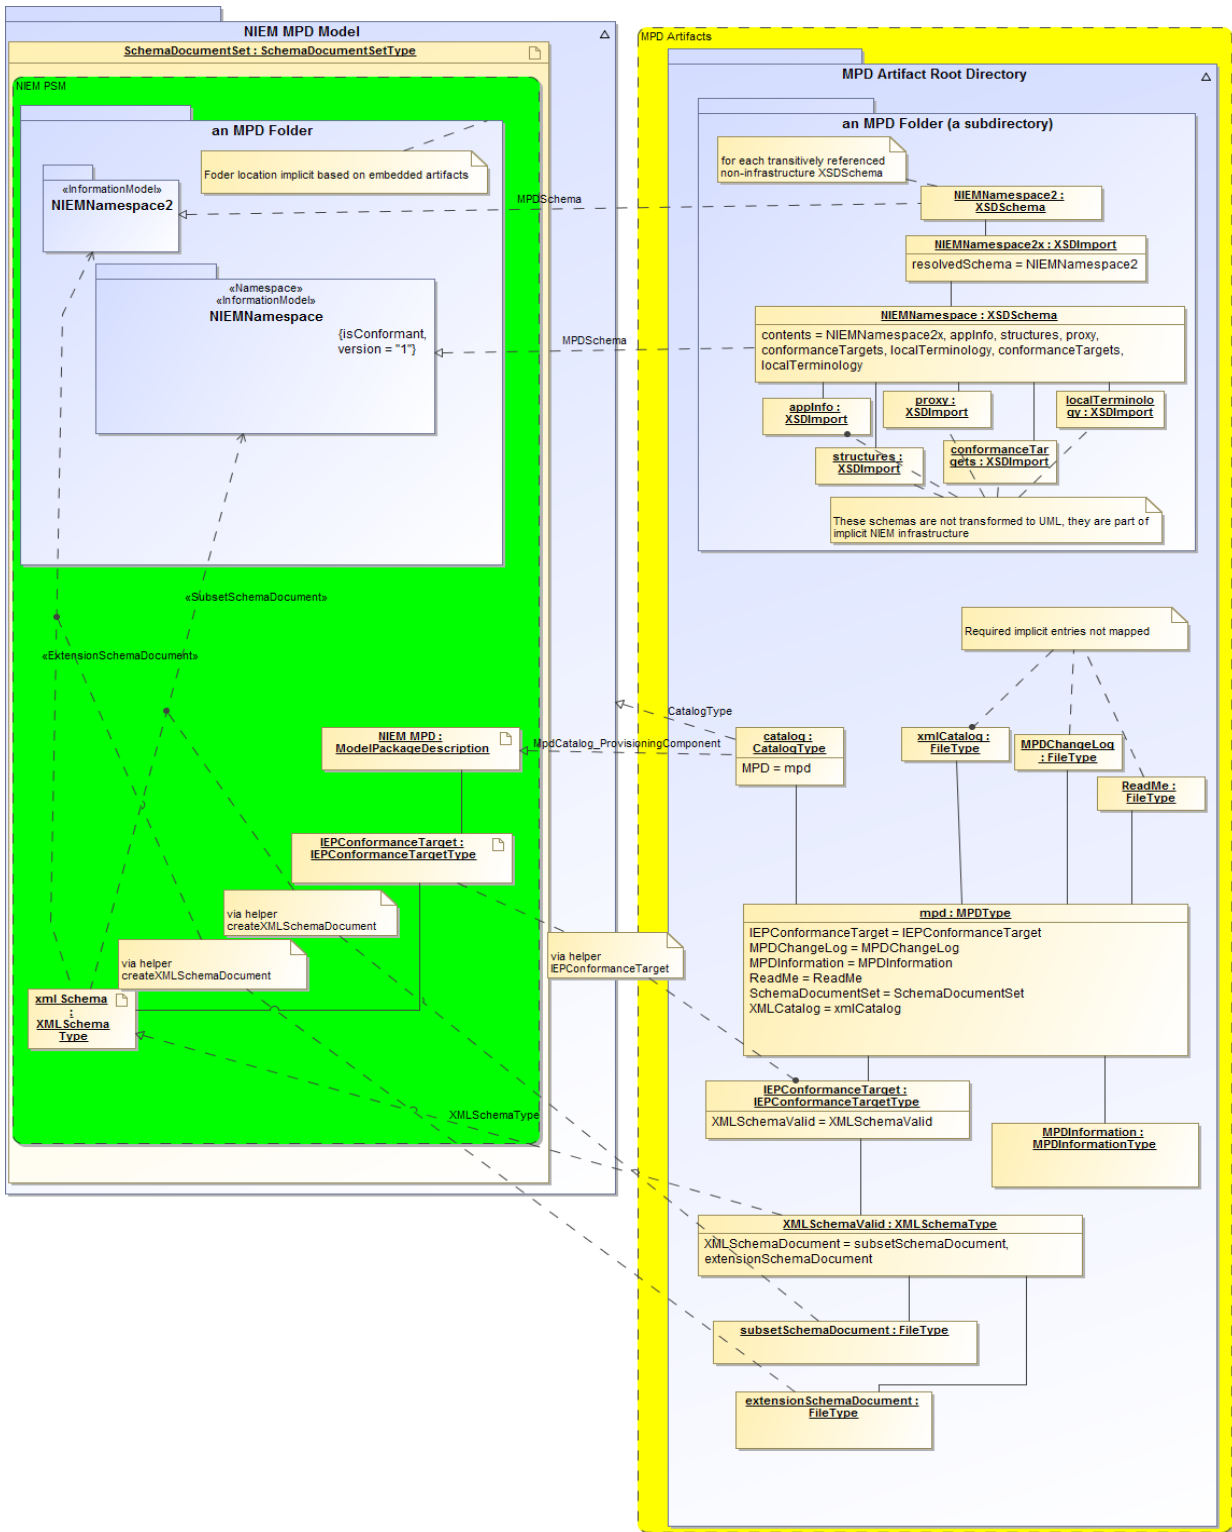 NIEM MPD Model
SchemaDocumentSet : SchemaDocumentSetType
NIEM PSM
an MPD Folder
Foder location implicit based on embedded artifacts
«InformationModel»
NIEMNamespace2
«Namespace»
«InformationModel»
NIEMNamespace
{isConformant,
version = "1"}
«SubsetSchemaDocument»
«ExtensionSchemaDocument»
NIEM MPD :
ModelPackageDescription
IEPConformanceTarget :
IEPConformanceTargetType
via helper
createXMLSchemaDocument
via helper
createXMLSchemaDocument
xml Schema
:
XMLSchema
Type
MPDSchema
MPDSchema
CatalogType
MpdCatalog_ProvisioningComponent
via helper
IEPConformanceTarget
XMLSchemaType
MPD Artifacts
MPD Artifact Root Directory
an MPD Folder (a subdirectory)
for each transitively referenced
non-infrastructure XSDSchema
NIEMNamespace2 :
XSDSchema
NIEMNamespace2x : XSDImport
resolvedSchema = NIEMNamespace2
NIEMNamespace : XSDSchema
contents = NIEMNamespace2x, appInfo, structures, proxy,
conformanceTargets, localTerminology, conformanceTargets,
localTerminology
appInfo :
XSDImport
proxy :
XSDImport
localTerminolo
gy : XSDImport
structures :
XSDImport
conformanceTar
gets : XSDImport
These schemas are not transformed to UML, they are part of
implicit NIEM infrastructure
Required implicit entries not mapped
catalog :
CatalogType
MPD = mpd
xmlCatalog :
FileType
MPDChangeLog
: FileType
ReadMe :
FileType
mpd : MPDType
IEPConformanceTarget = IEPConformanceTarget
MPDChangeLog = MPDChangeLog
MPDInformation = MPDInformation
ReadMe = ReadMe
SchemaDocumentSet = SchemaDocumentSet
XMLCatalog = xmlCatalog
IEPConformanceTarget :
IEPConformanceTargetType
XMLSchemaValid = XMLSchemaValid
MPDInformation :
MPDInformationType
XMLSchemaValid : XMLSchemaType
XMLSchemaDocument = subsetSchemaDocument,
extensionSchemaDocument
subsetSchemaDocument : FileType
extensionSchemaDocument :
FileType